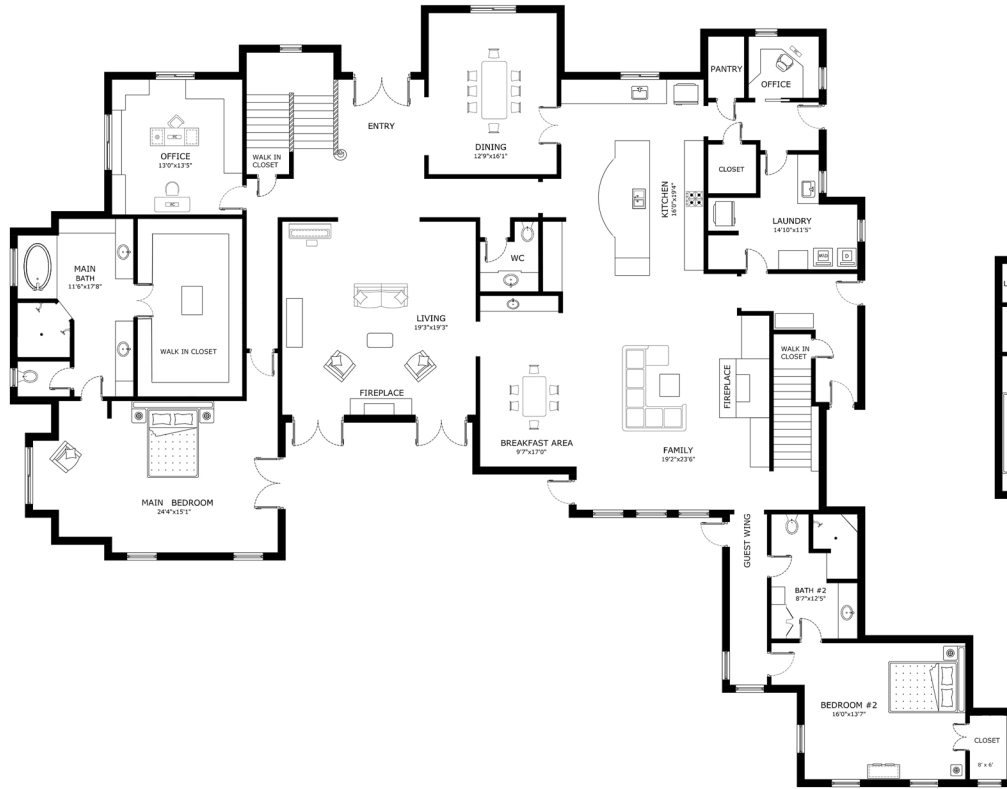 PANTRY
OFFICE
ENTRY
DINING
12'9"x16'1"
OFFICE
13'0"x13'5"
WALK IN
CLOSET
CLOSET
KITCHEN
16'0"x19'4"
LAUNDRY
14'10"x11'5"
WC
MAIN
BATH
11'6"x17'8"
WALK IN CLOSET
LIVING
19'3"x19'3"
FIREPLACE
WALK IN
CLOSET
FIREPLACE
BREAKFAST AREA
9'7"x17'0"
FAMILY
19'2"x23'6"
MAIN BEDROOM
24'4"x15'1"
GUEST WING
BATH #2
8'7"x12'5"
BEDROOM #2
16'0"x13'7"
CLOSET
8' x 6'